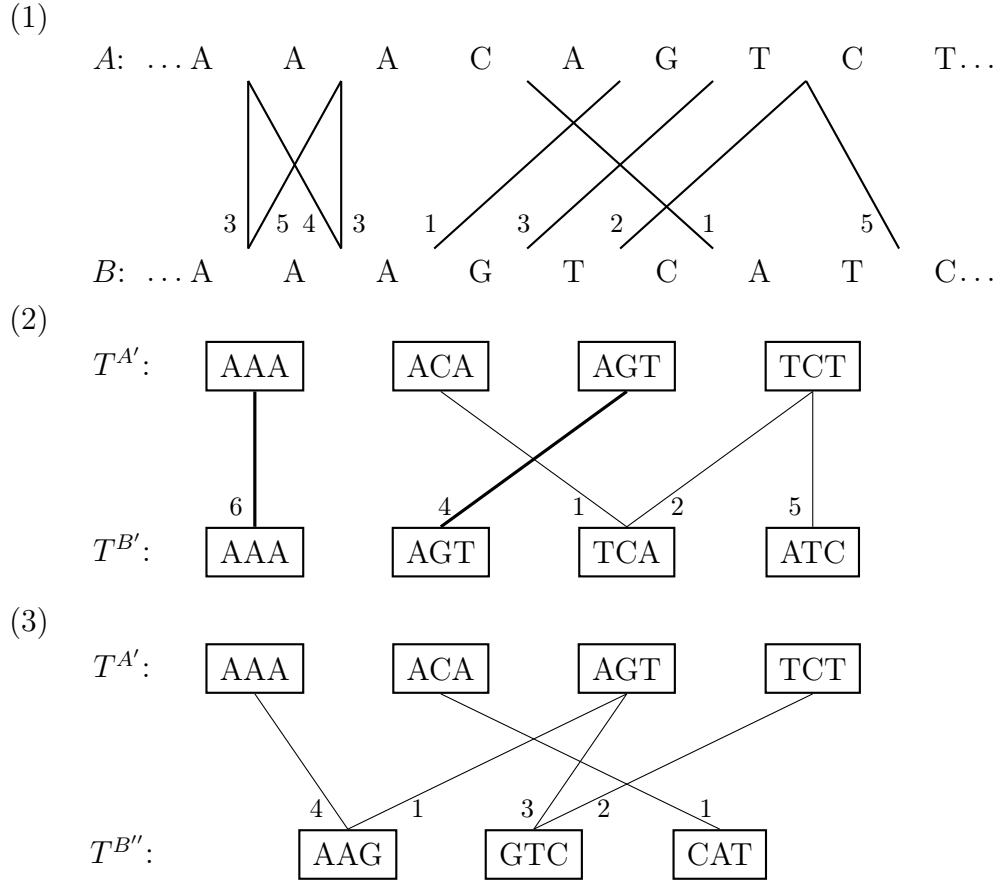 (1)
A: ...A A A C A G T C T...
3 5 4 3 1 3 2 1 5
B: ...A A A G T C A T C...
(2)
T^{A′}: AAA ACA AGT TCT
6 4 1 2 5
T^{B′}: AAA AGT TCA ATC
(3)
T^{A′}: AAA ACA AGT TCT
4 1 3 2 1
T^{B′′}: AAG GTC CAT